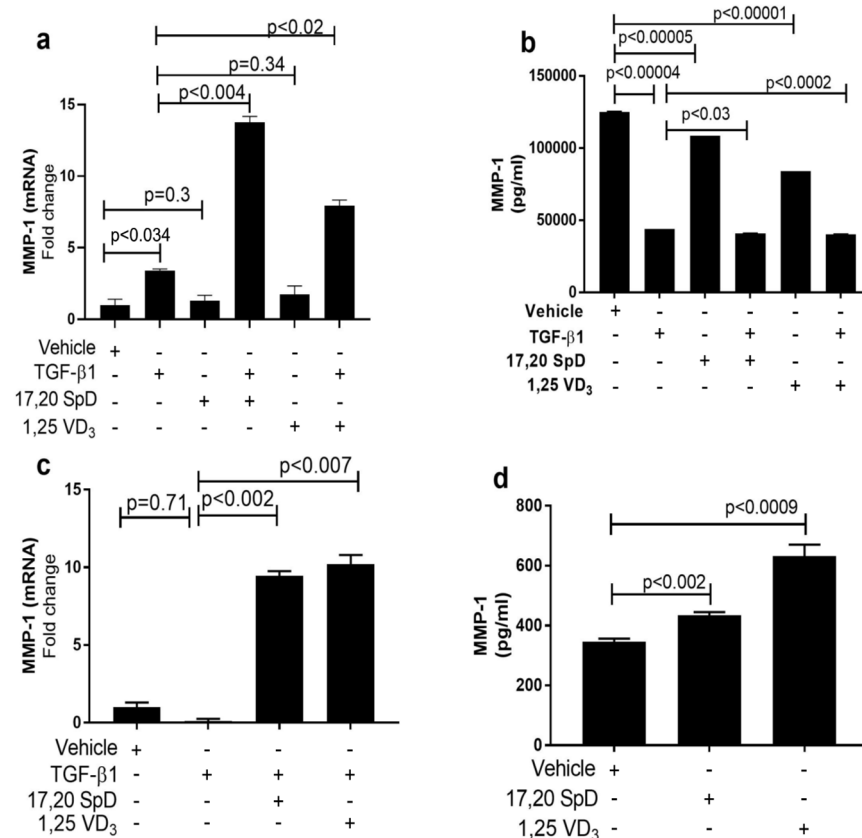 a
p<0.02
p=0.34
p<0.004
p=0.3
p<0.034
MMP-1 (mRNA)
Fold change
15
10
5
0
Vehicle + - - - - -
TGF-β1 - + - + - +
17,20 SpD - - + + - -
1,25 VD₃ - - - - + +
b
p<0.00001
p<0.00005
p<0.00004
p<0.0002
p<0.03
MMP-1
(pg/ml)
150000
100000
50000
0
Vehicle + - - - - -
TGF-β1 - + - + - +
17,20 SpD - - + + - -
1,25 VD₃ - - - - + +
c
p<0.007
p=0.71
p<0.002
MMP-1 (mRNA)
Fold change
15
10
5
0
Vehicle + - - -
TGF-β1 - + + +
17,20 SpD - - + -
1,25 VD₃ - - - +
d
p<0.0009
p<0.002
MMP-1
(pg/ml)
800
600
400
200
0
Vehicle + - -
17,20 SpD - + -
1,25 VD₃ - - +